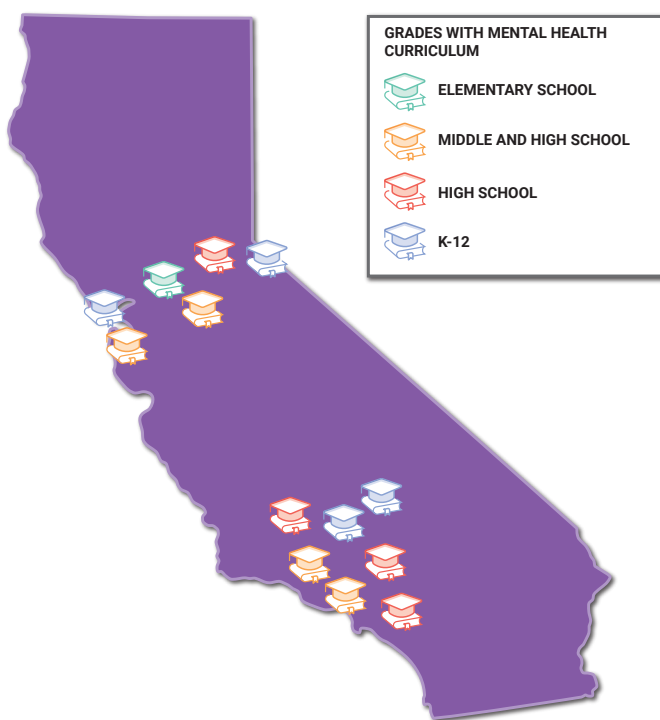 GRADES WITH MENTAL HEALTH
CURRICULUM
ELEMENTARY SCHOOL
MIDDLE AND HIGH SCHOOL
HIGH SCHOOL
K-12